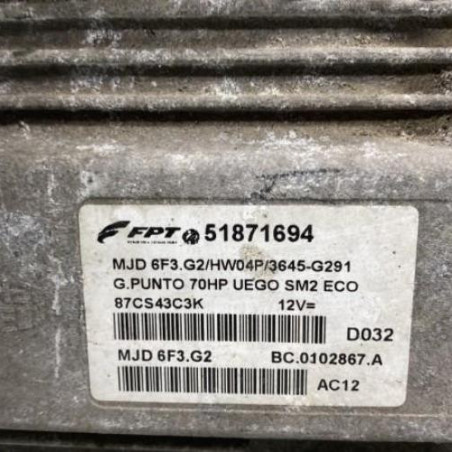 FPT 51871694
MJD 6F3.G2/HW04P/3645-G291
G.PUNTO 70HP UEGO SM2 ECO
87CS43C3K 12V=
D032
MJD 6F3.G2 BC.0102867.A
AC12